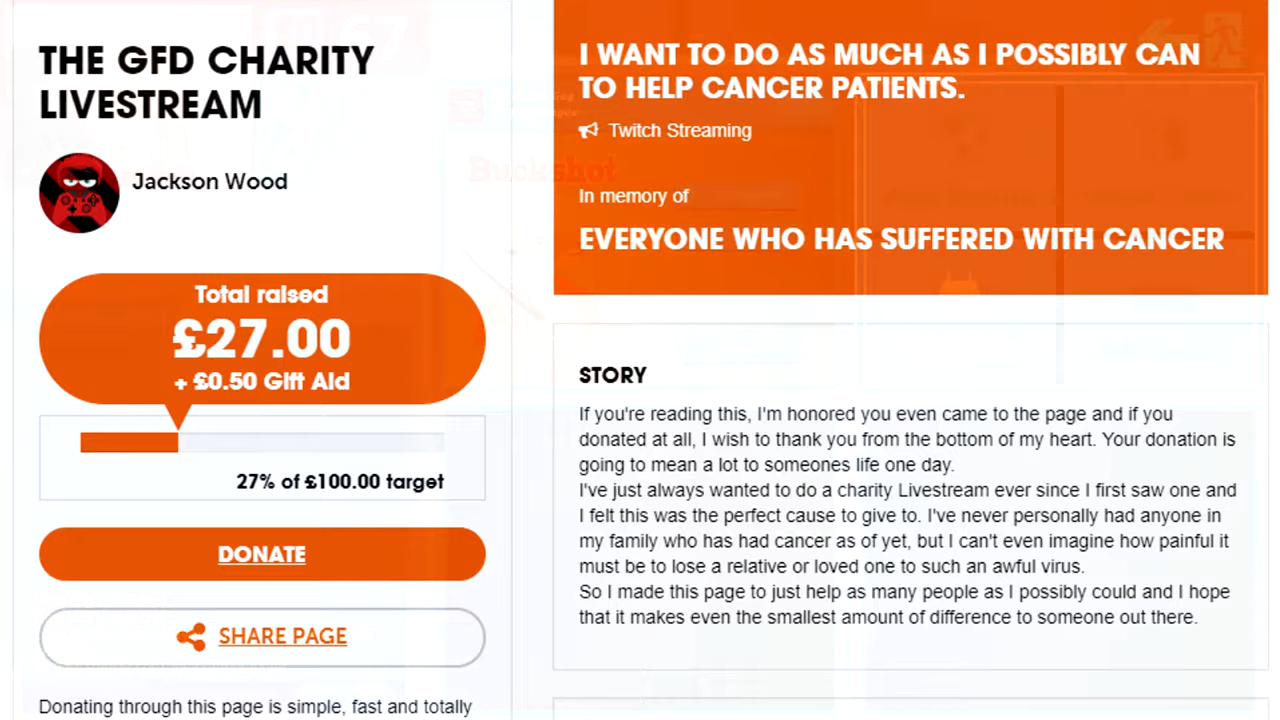 THE GFD CHARITY
LIVESTREAM
Jackson Wood
Total raised
£27.00
+ £0.50 Gift Aid
27% of £100.00 target
DONATE
SHARE PAGE
Donating through this page is simple, fast and totally
I WANT TO DO AS MUCH AS I POSSIBLY CAN
TO HELP CANCER PATIENTS.
Twitch Streaming
Buckshot
In memory of
EVERYONE WHO HAS SUFFERED WITH CANCER
STORY
If you're reading this, I'm honored you even came to the page and if you
donated at all, I wish to thank you from the bottom of my heart. Your donation is
going to mean a lot to someones life one day.
I've just always wanted to do a charity Livestream ever since I first saw one and
I felt this was the perfect cause to give to. I've never personally had anyone in
my family who has had cancer as of yet, but I can't even imagine how painful it
must be to lose a relative or loved one to such an awful virus.
So I made this page to just help as many people as I possibly could and I hope
that it makes even the smallest amount of difference to someone out there.